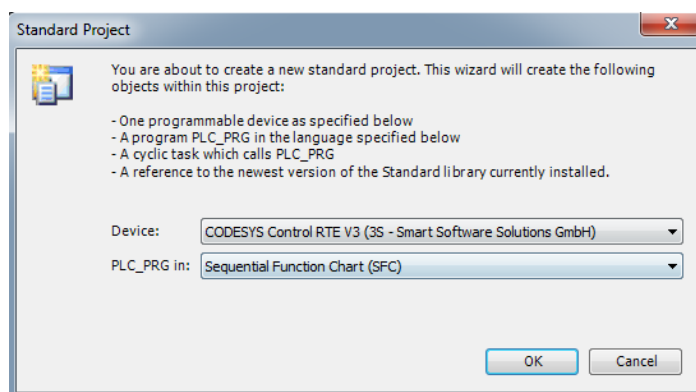 Standard Project
You are about to create a new standard project. This wizard will create the following
objects within this project:
- One programmable device as specified below
- A program PLC_PRG in the language specified below
- A cyclic task which calls PLC_PRG
- A reference to the newest version of the Standard library currently installed.
Device: CODESYS Control RTE V3 (3S - Smart Software Solutions GmbH)
PLC_PRG in: Sequential Function Chart (SFC)
OK Cancel